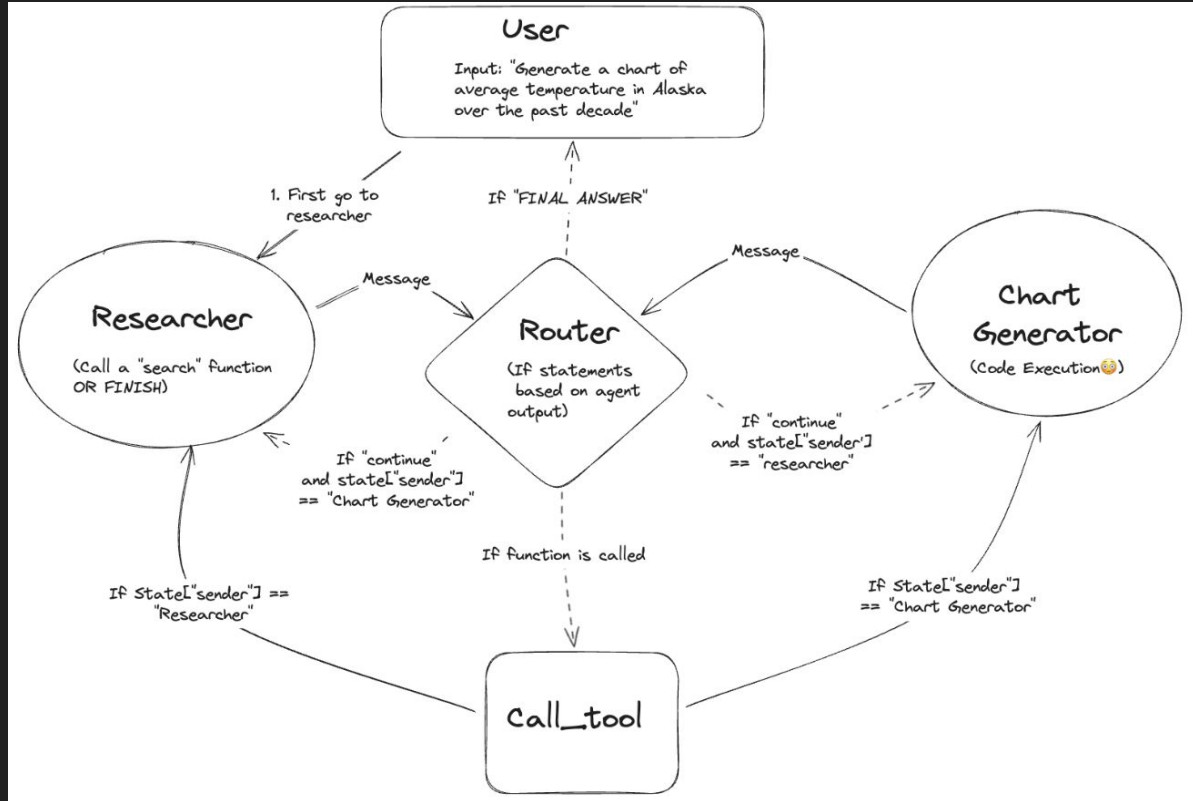 User
Input: "Generate a chart of
average temperature in Alaska
over the past decade"
1. First go to
researcher
If "FINAL ANSWER"
Message
Message
Researcher
(Call a "search" function
OR FINISH)
Router
(If statements
based on agent
output)
Chart
Generator
(Code Execution😳)
If "continue"
and state["sender"]
== "Chart Generator"
If "continue"
and state["sender']
== "researcher"
If function is called
If State["sender"] ==
"Researcher"
If State["sender"]
== "Chart Generator"
Call_tool